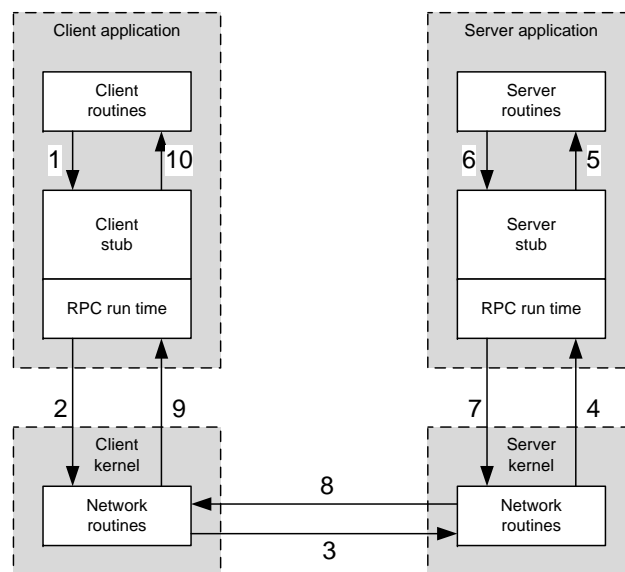 Client application
Server application
Client
routines
Server
routines
1
10
6
5
Client
stub
Server
stub
RPC run time
RPC run time
2
9
7
4
Client
kernel
Server
kernel
8
Network
routines
Network
routines
3